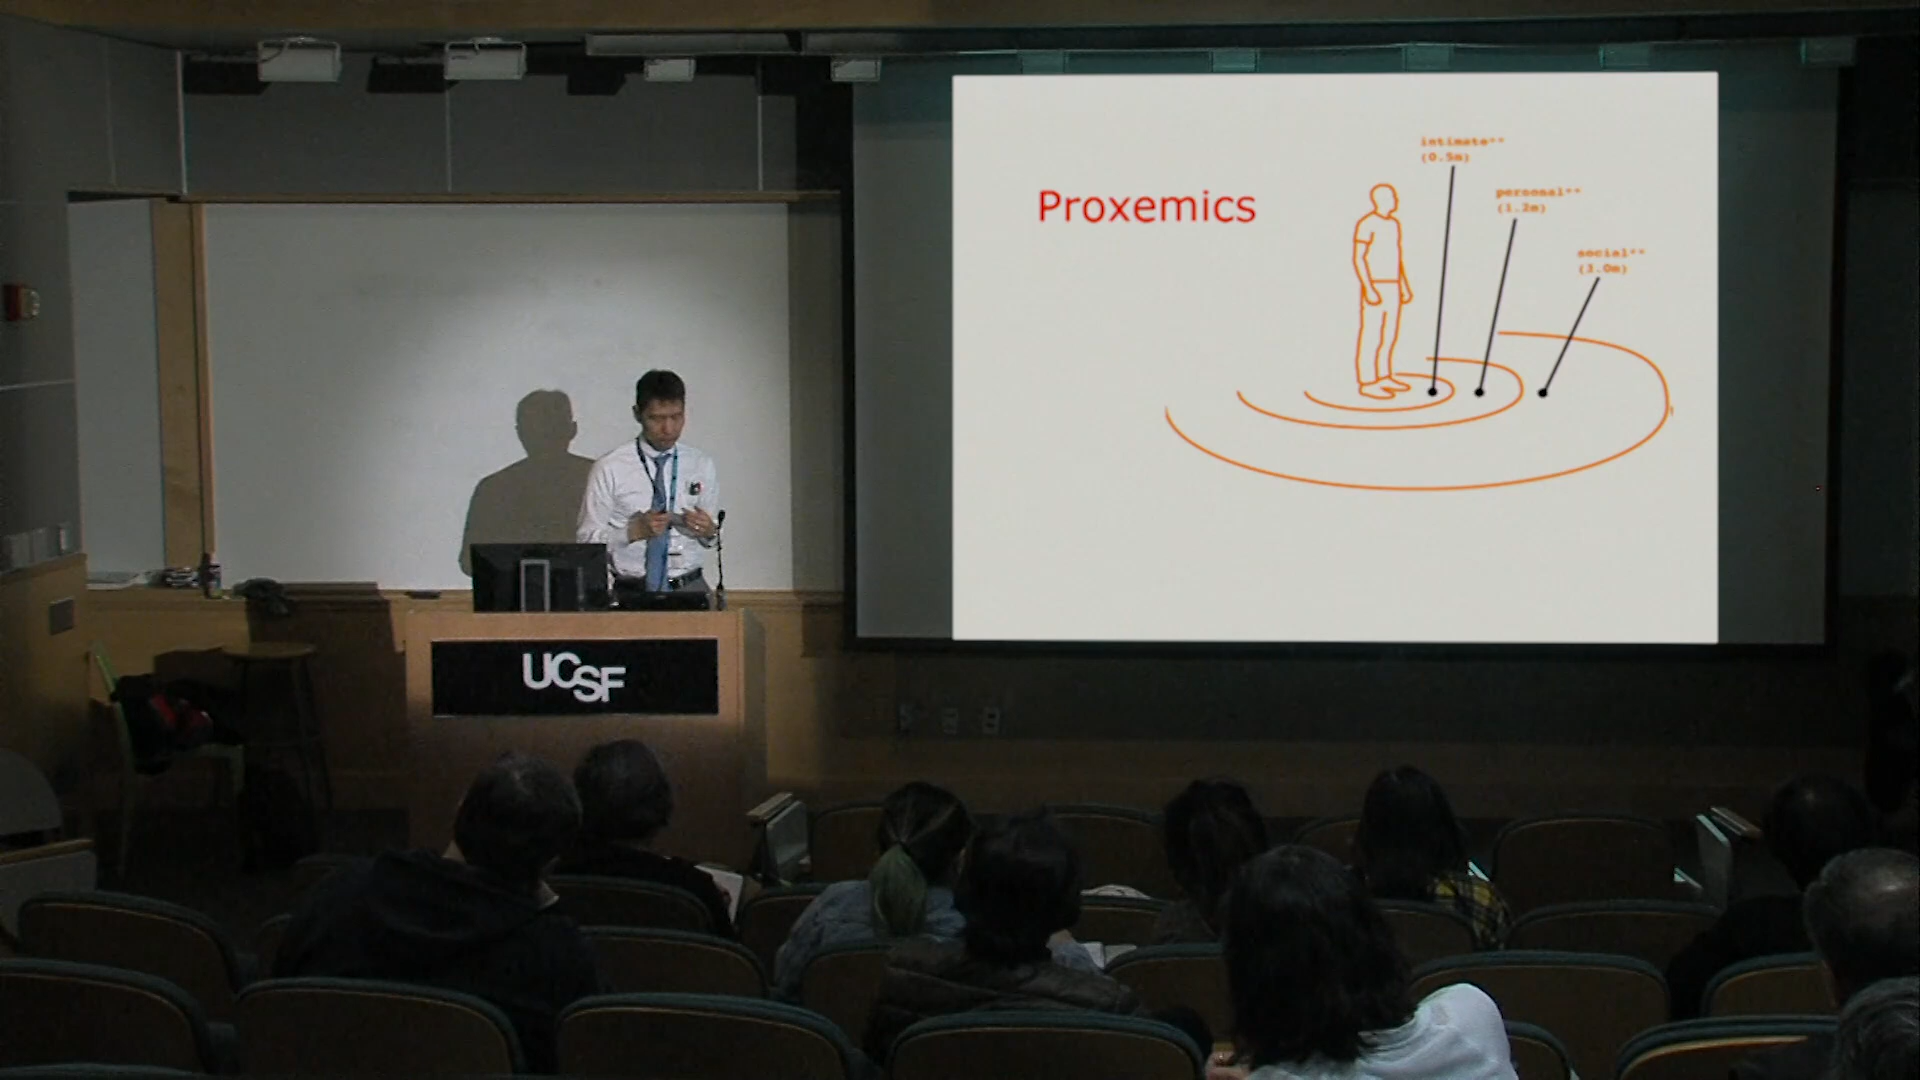 intimate**
(0.5m)
Proxemics
personal**
(1.2m)
social**
(3.0m)
UCSF